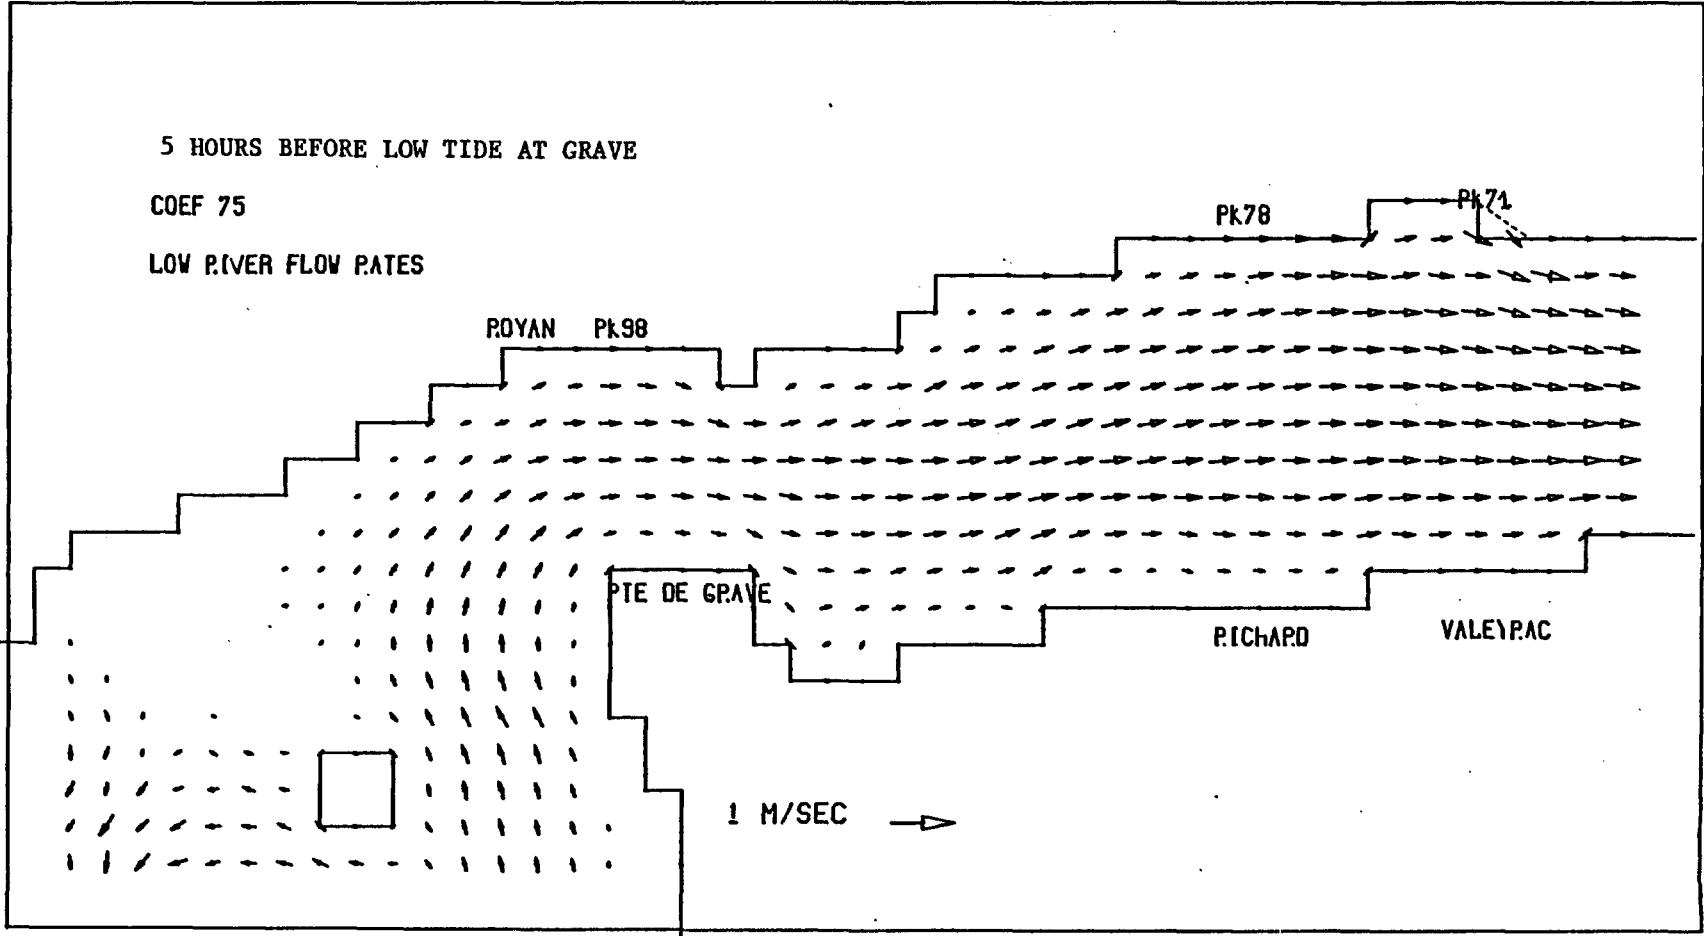 5 HOURS BEFORE LOW TIDE AT GRAVE
COEF 75
LOW RIVER FLOW RATES
Pk71
Pk78
ROYAN Pk98
PTE DE GRAVE
RICHARD
VALEYRAC
1 M/SEC